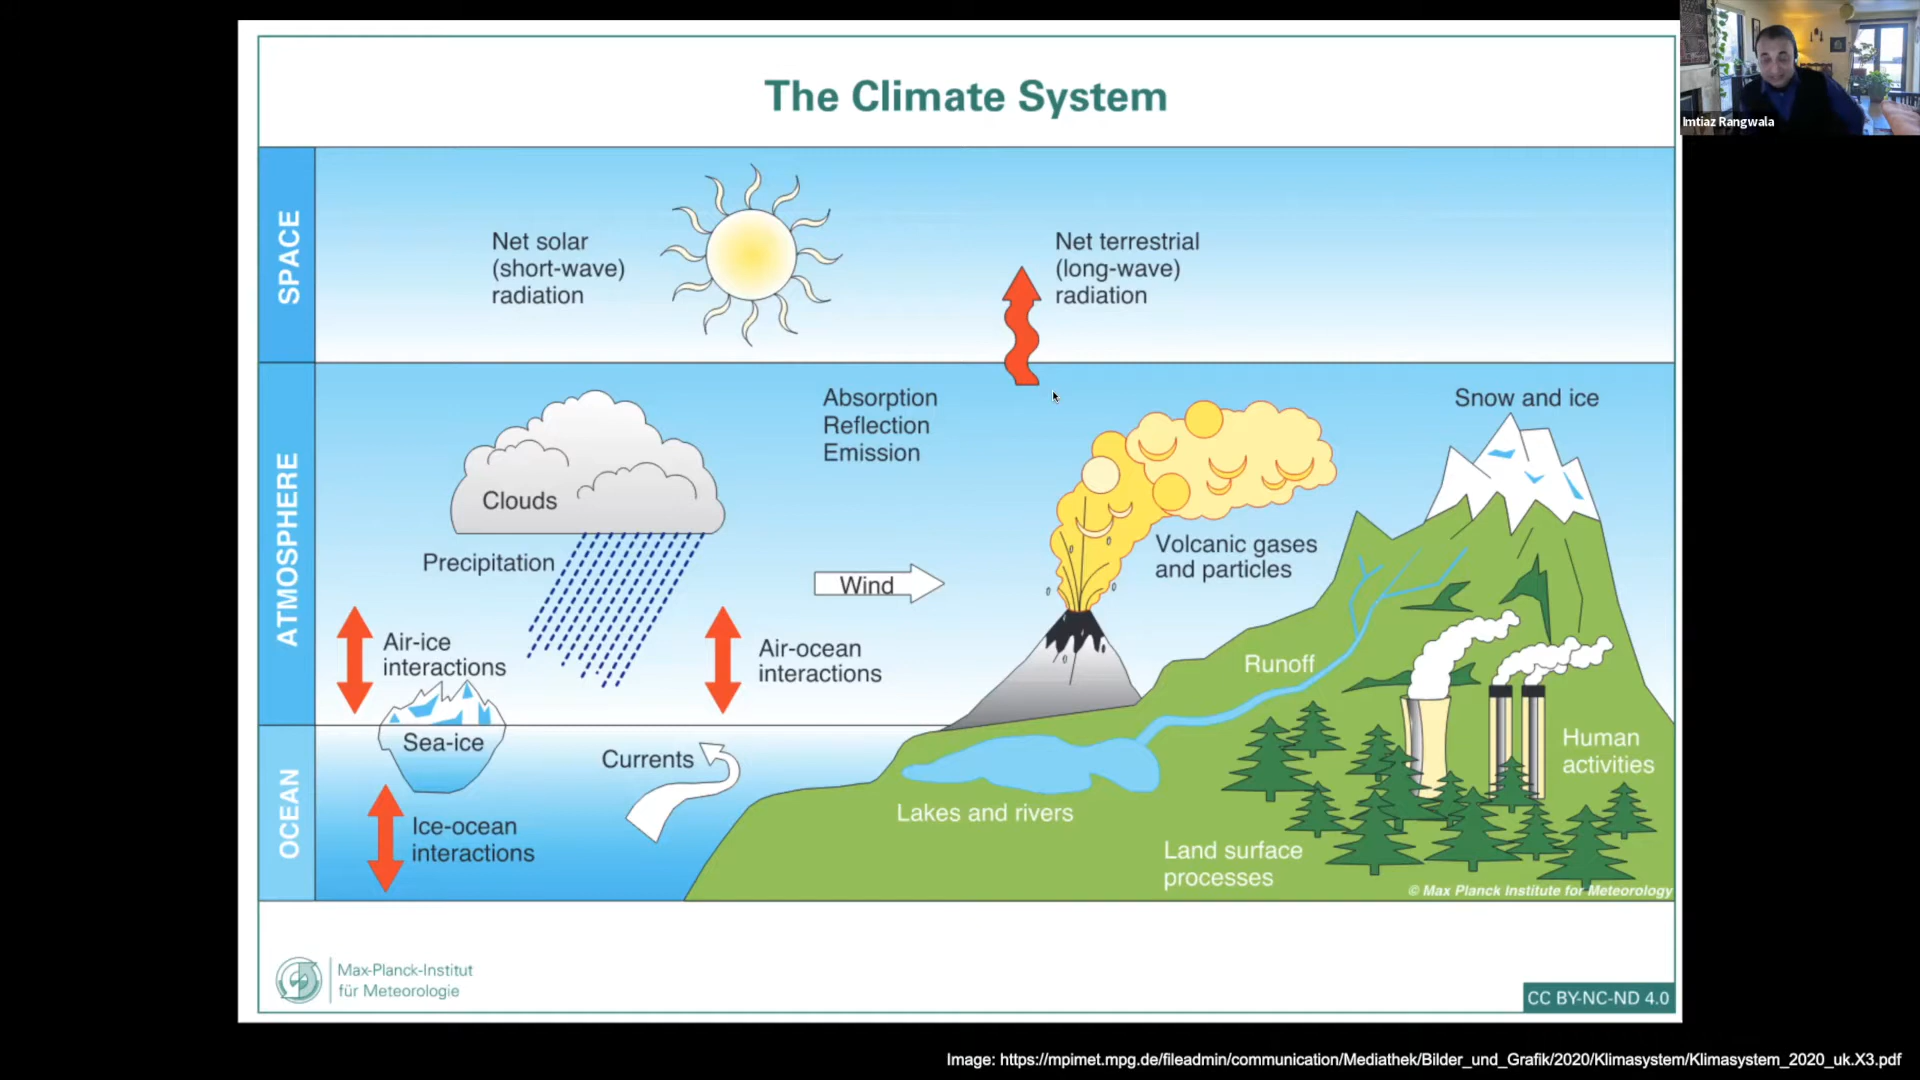 The Climate System
Imtiaz Rangwala
SPACE
Net solar
(short-wave)
radiation
Net terrestrial
(long-wave)
radiation
ATMOSPHERE
Absorption
Reflection
Emission
Snow and ice
Clouds
Precipitation
Wind
Volcanic gases
and particles
Air-ice
interactions
Air-ocean
interactions
Runoff
OCEAN
Sea-ice
Currents
Human
activities
Lakes and rivers
Ice-ocean
interactions
Land surface
processes
© Max Planck Institute for Meteorology
Max-Planck-Institut
für Meteorologie
CC BY-NC-ND 4.0
Image: https://mpimet.mpg.de/fileadmin/communication/Mediathek/Bilder_und_Grafik/2020/Klimasystem/Klimasystem_2020_uk.X3.pdf